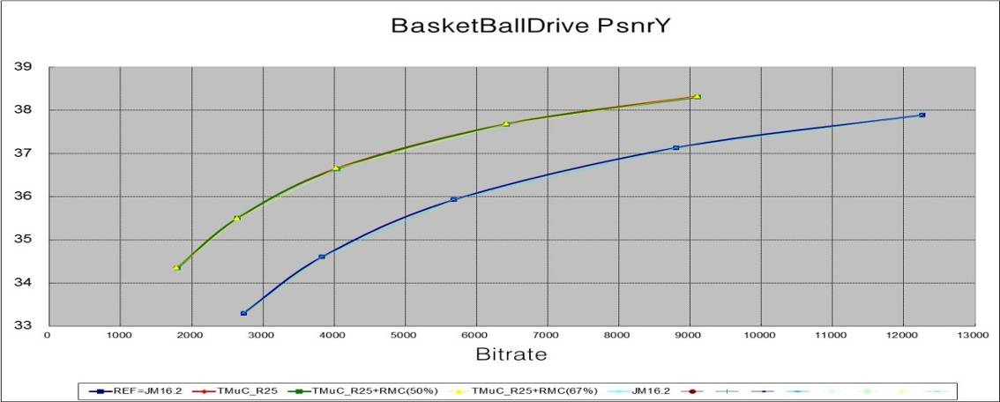 BasketBallDrive PsnrY
39
38
37
36
35
34
33
0 1000 2000 3000 4000 5000 6000 7000 8000 9000 10000 11000 12000 13000
Bitrate
REF=JM16.2 TMuC_R25 TMuC_R25+RMC(50%) TMuC_R25+RMC(67%) JM16.2